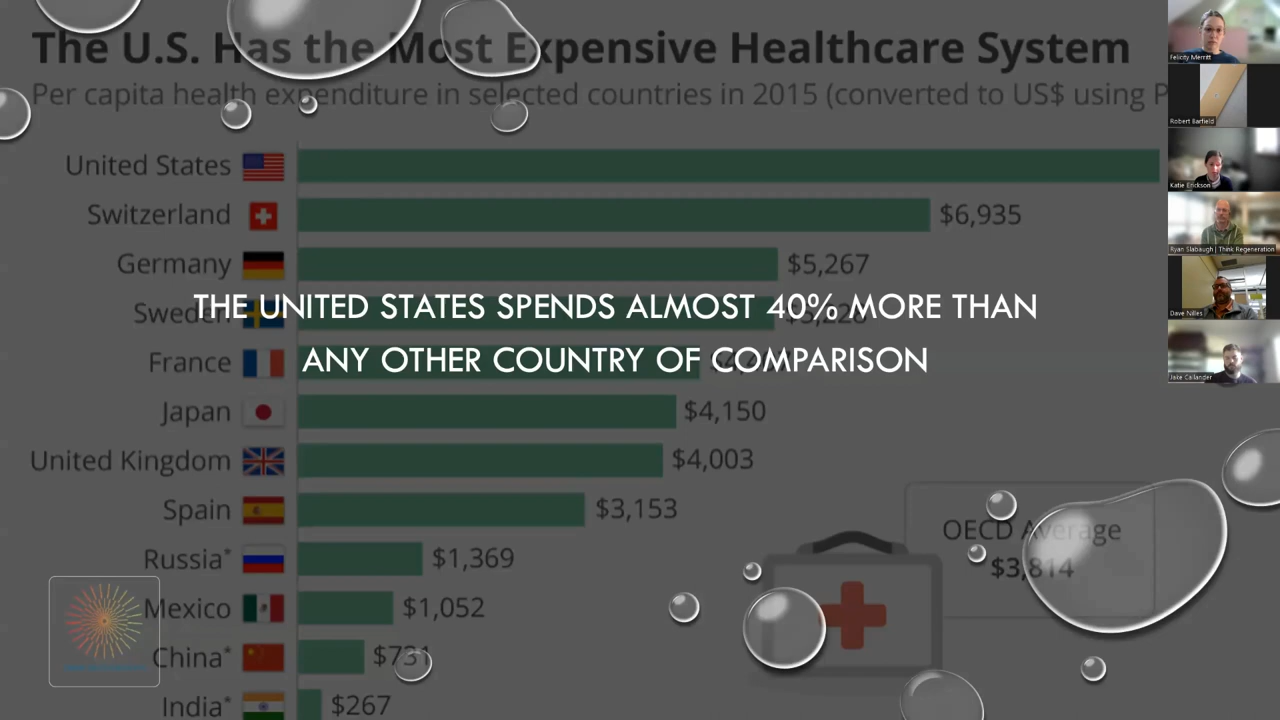 The U.S. Has the Most Expensive Healthcare System
Per capita health expenditure in selected countries in 2015 (converted to US$ using P
United States
Switzerland $6,935
Germany $5,267
Sweden
THE UNITED STATES SPENDS ALMOST 40% MORE THAN
ANY OTHER COUNTRY OF COMPARISON
France
Japan $4,150
United Kingdom $4,003
Spain $3,153
Russia* $1,369
Mexico $1,052
China* $731
India* $267
OECD Average
$3,814
Felicity Merritt
Robert Barfield
Katie Erickson
Ryan Slabaugh | Think Regeneration
Dave Nilles
Jake Callander